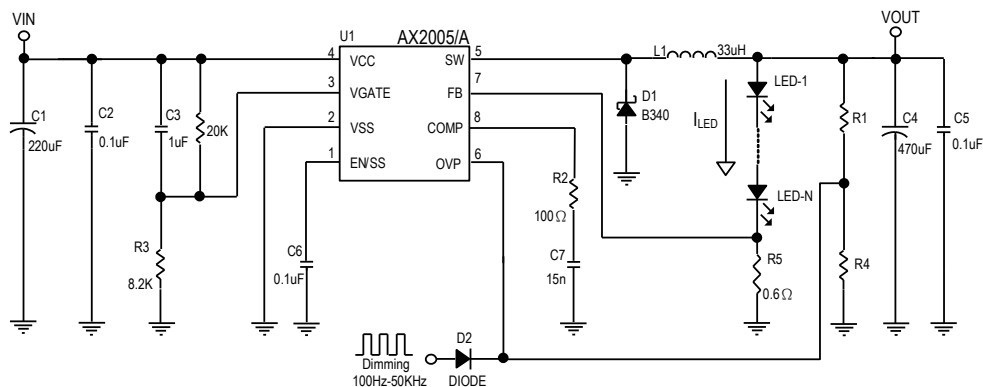 VIN
VOUT
U1
AX2005/A
4
VCC
SW
5
L1
33uH
3
VGATE
FB
7
2
VSS
COMP
8
1
EN/SS
OVP
6
C1
220uF
C2
0.1uF
C3
1uF
20K
D1
B340
LED-1
ILED
R1
C4
470uF
C5
0.1uF
R2
100Ω
LED-N
R3
8.2K
C6
0.1uF
C7
15n
R5
0.6Ω
R4
Dimming
100Hz-50KHz
D2
DIODE